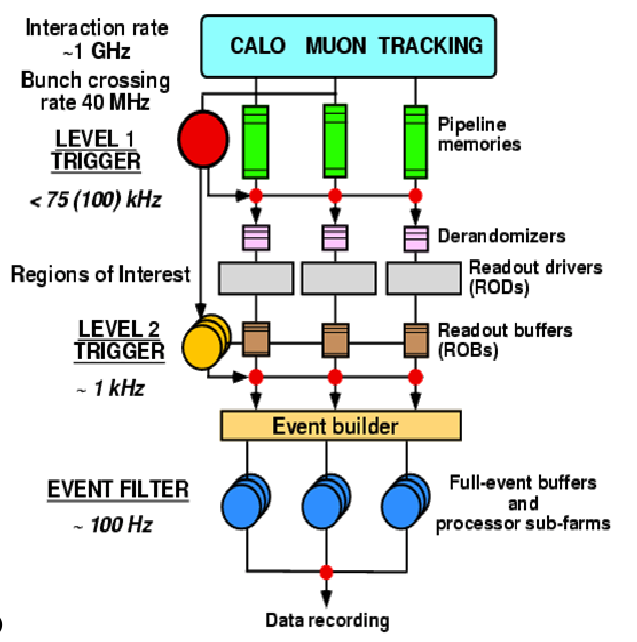 Interaction rate
~1 GHz
CALO MUON TRACKING
Bunch crossing
rate 40 MHz
LEVEL 1
TRIGGER
Pipeline
memories
< 75 (100) kHz
Derandomizers
Regions of Interest
Readout drivers
(RODs)
LEVEL 2
TRIGGER
Readout buffers
(ROBs)
~ 1 kHz
Event builder
EVENT FILTER
~ 100 Hz
Full-event buffers
and
processor sub-farms
)
Data recording